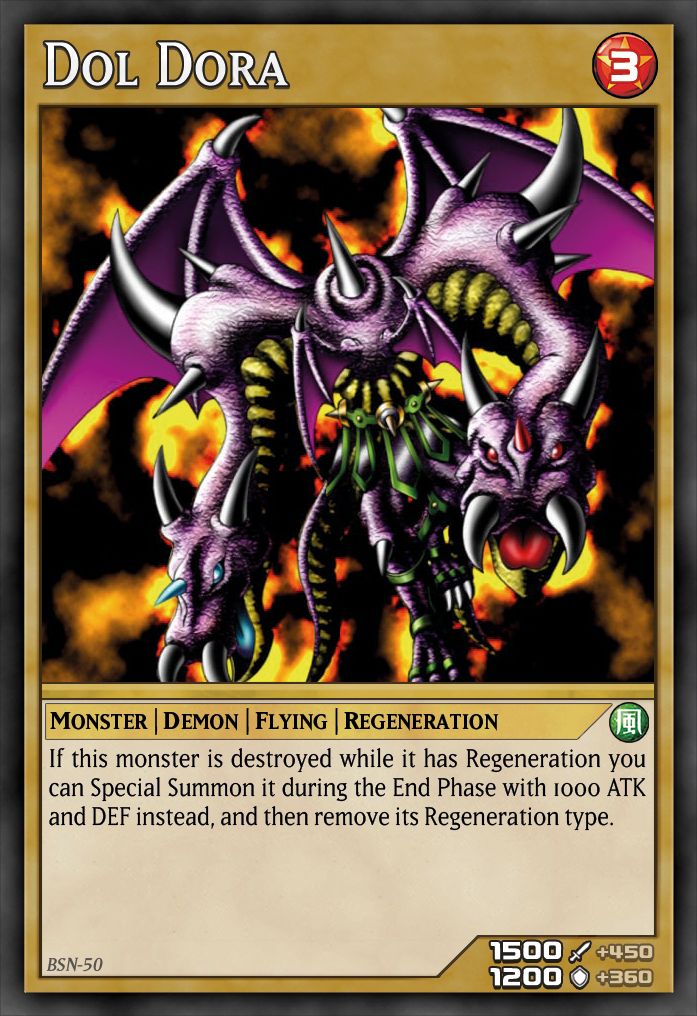 Dol Dora
3
Monster | Demon | Flying | Regeneration
風
If this monster is destroyed while it has Regeneration you
can Special Summon it during the End Phase with 1000 ATK
and DEF instead, and then remove its Regeneration type.
BSN-50
1500 +450
1200 +360